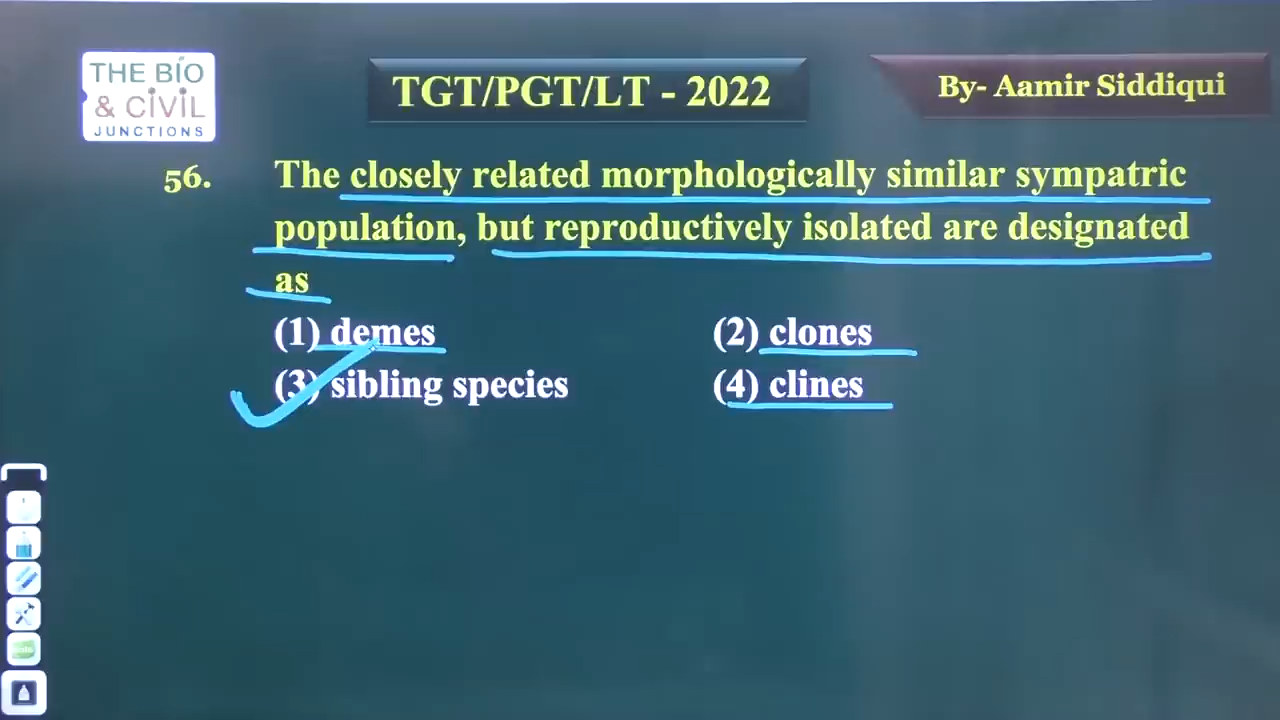 THE BIO
& CIVIL
JUNCTIONS
TGT/PGT/LT - 2022
By- Aamir Siddiqui
56. The closely related morphologically similar sympatric
population, but reproductively isolated are designated
as
(1) demes (2) clones
(3) sibling species (4) clines